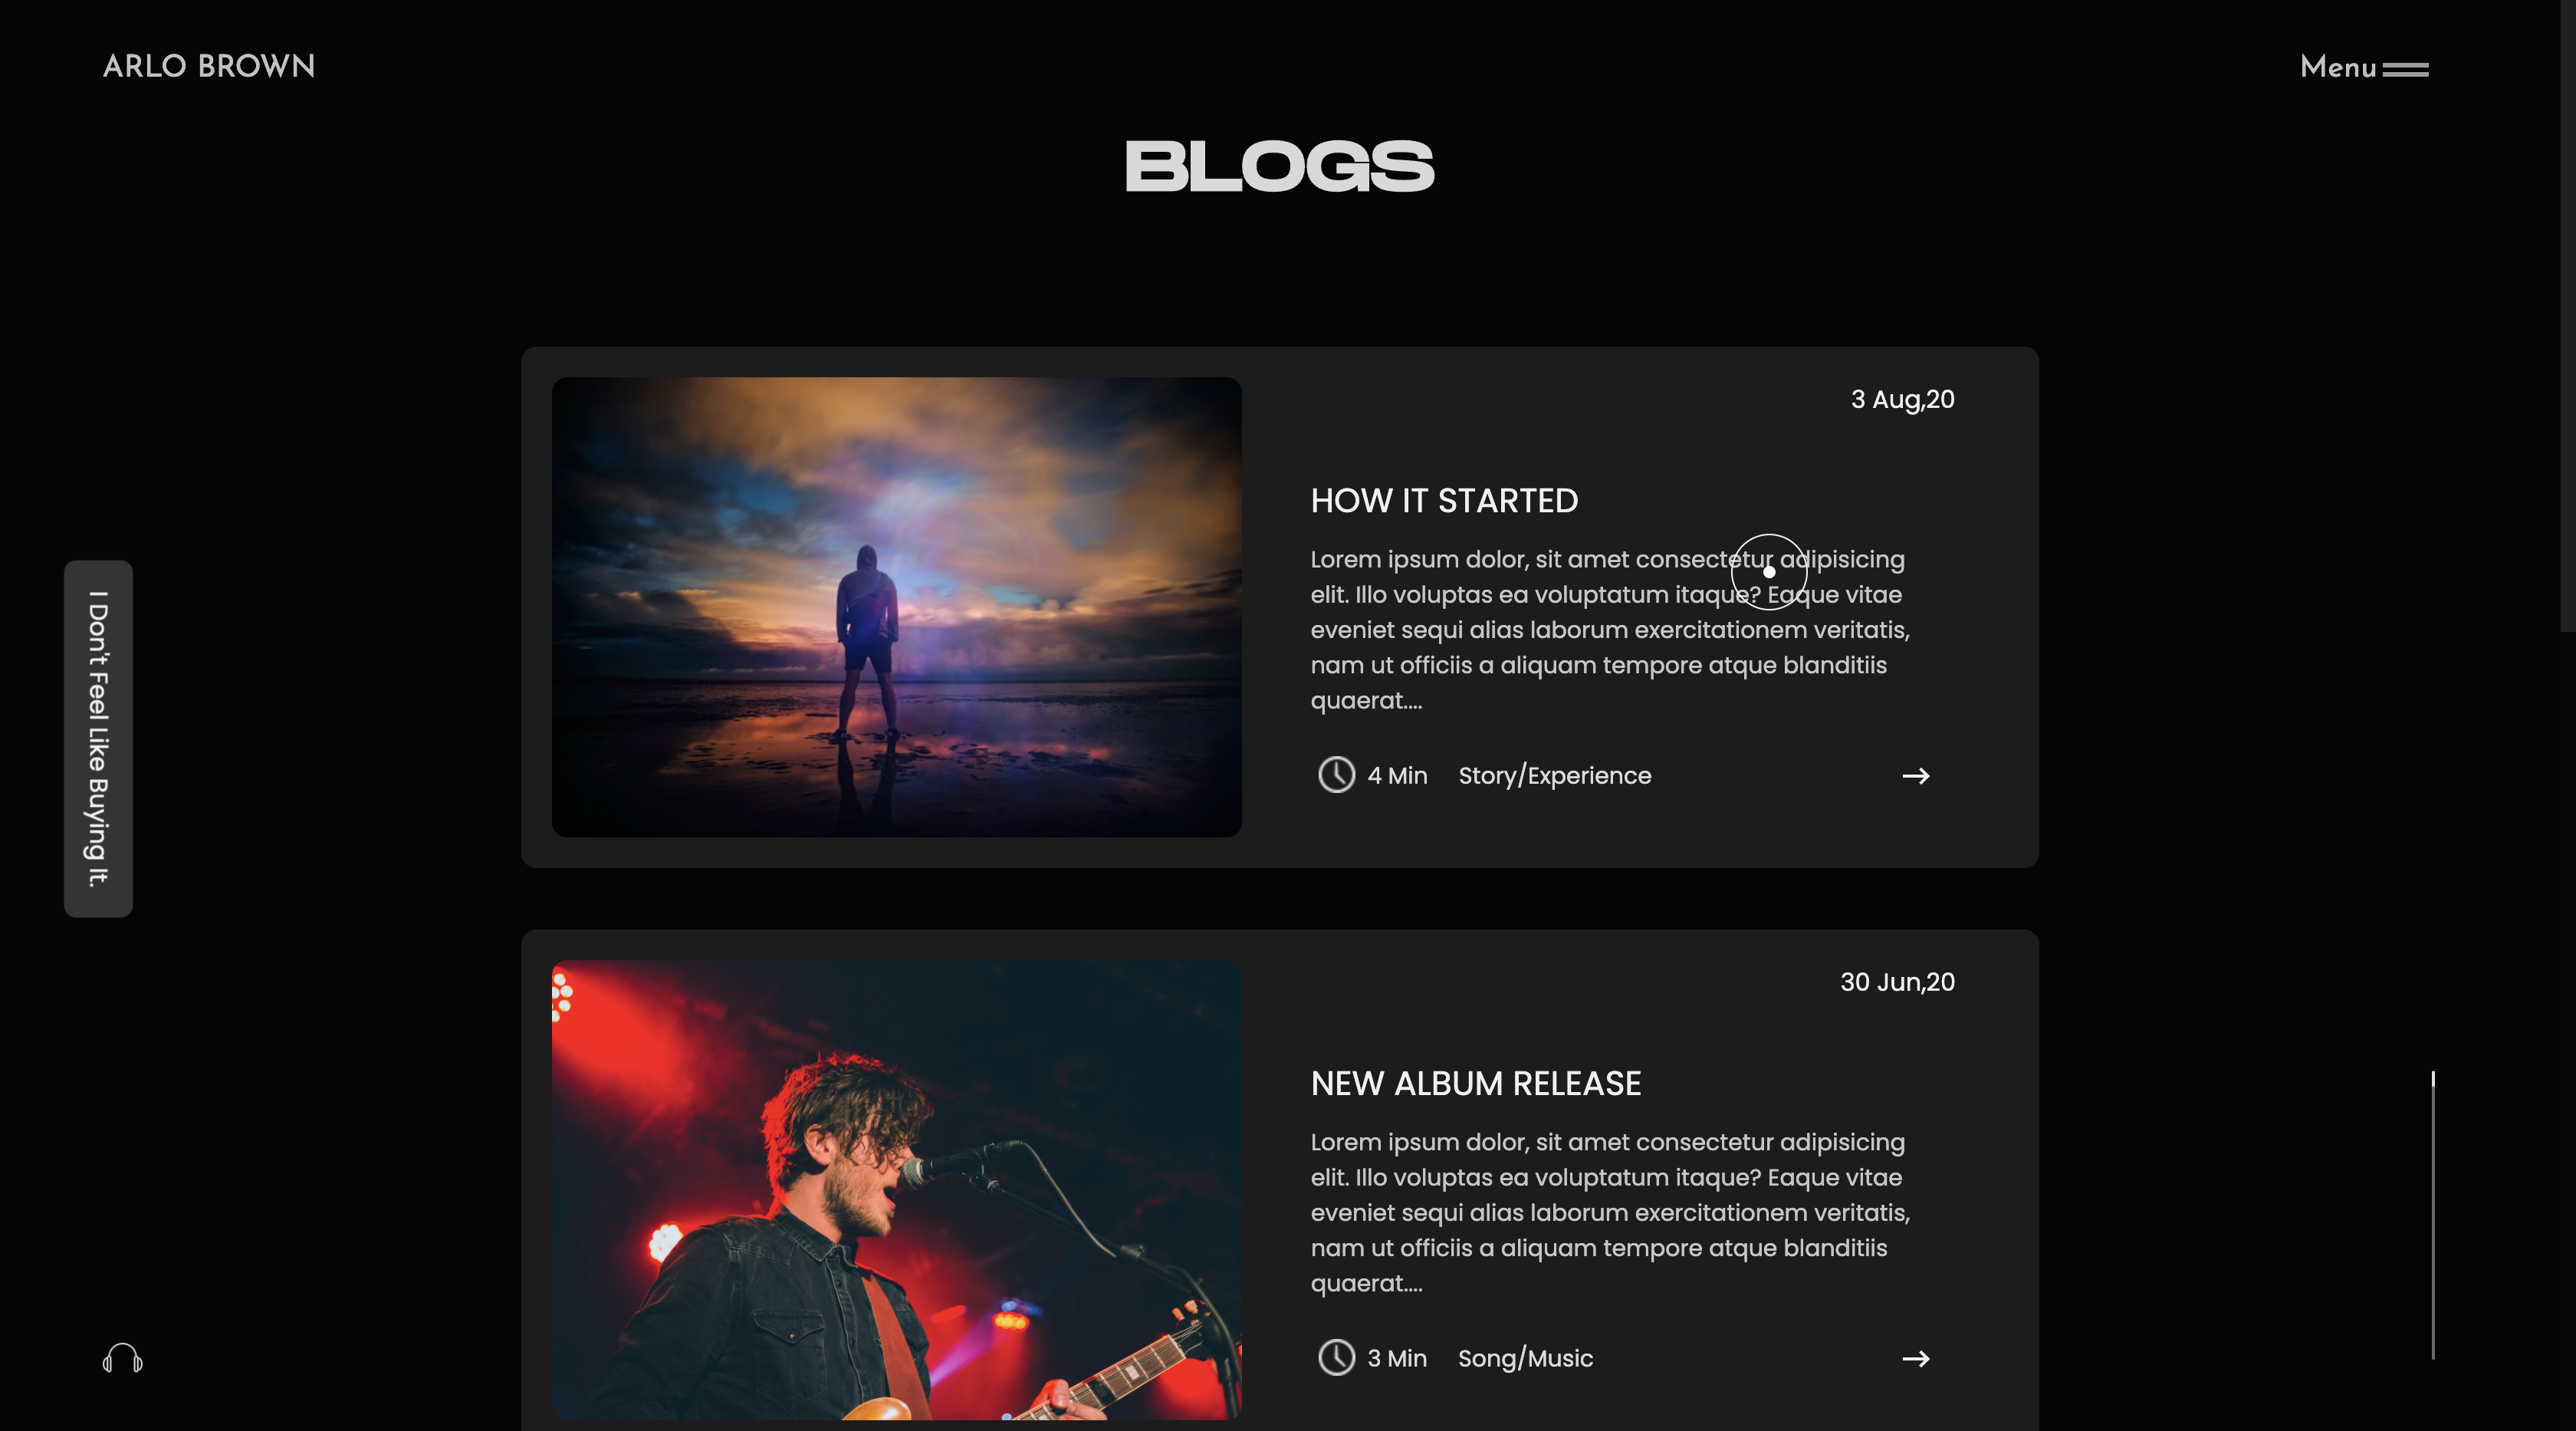 ARLO BROWN
Menu
BLOGS
3 Aug,20
HOW IT STARTED
Lorem ipsum dolor, sit amet consectetur adipisicing
elit. Illo voluptas ea voluptatum itaque? Eaque vitae
eveniet sequi alias laborum exercitationem veritatis,
nam ut officiis a aliquam tempore atque blanditiis
quaerat....
4 Min Story/Experience
I Don't Feel Like Buying It.
30 Jun,20
NEW ALBUM RELEASE
Lorem ipsum dolor, sit amet consectetur adipisicing
elit. Illo voluptas ea voluptatum itaque? Eaque vitae
eveniet sequi alias laborum exercitationem veritatis,
nam ut officiis a aliquam tempore atque blanditiis
quaerat....
3 Min Song/Music